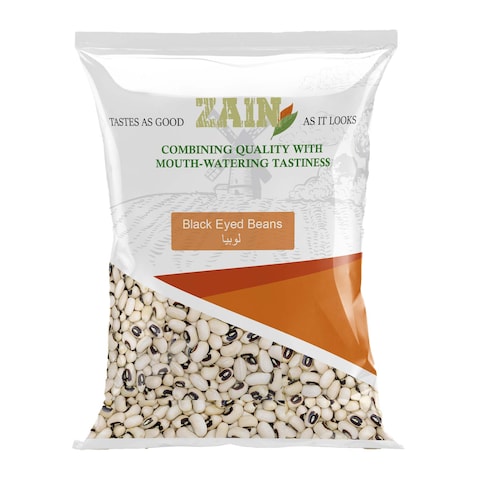 ZAIN
TASTES AS GOOD AS IT LOOKS
COMBINING QUALITY WITH
MOUTH-WATERING TASTINESS
Black Eyed Beans
لوبيا